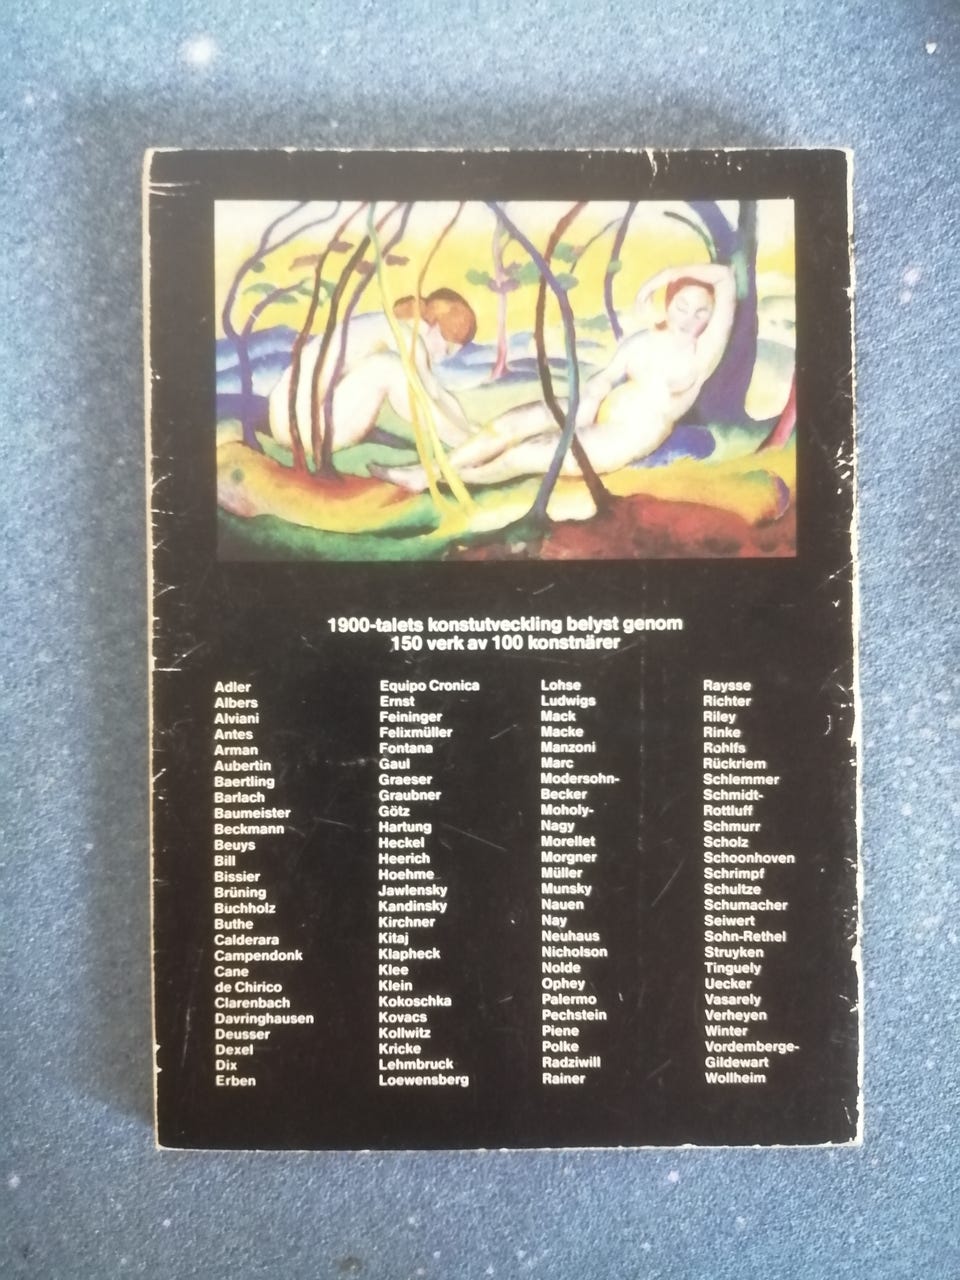 1900-talets konstutveckling belyst genom
150 verk av 100 konstnärer
Adler
Albers
Alviani
Antes
Arman
Aubertin
Baertling
Barlach
Baumeister
Beckmann
Beuys
Bill
Bissier
Brüning
Buchholz
Buthe
Calderara
Campendonk
Cane
de Chirico
Clarenbach
Davringhausen
Deusser
Dexel
Dix
Erben
Equipo Cronica
Ernst
Feininger
Felixmüller
Fontana
Gaul
Graeser
Graubner
Götz
Hartung
Heckel
Heerich
Hoehme
Jawlensky
Kandinsky
Kirchner
Kitaj
Klapheck
Klee
Klein
Kokoschka
Kovacs
Kollwitz
Kricke
Lehmbruck
Loewensberg
Lohse
Ludwigs
Mack
Macke
Manzoni
Marc
Modersohn-
Becker
Moholy-
Nagy
Morellet
Morgner
Müller
Munsky
Nauen
Nay
Neuhaus
Nicholson
Nolde
Ophey
Palermo
Pechstein
Piene
Polke
Radziwill
Rainer
Raysse
Richter
Riley
Rinke
Rohlfs
Rückriem
Schlemmer
Schmidt-
Rottluff
Schmurr
Scholz
Schoonhoven
Schrimpf
Schultze
Schumacher
Seiwert
Sohn-Rethel
Struyken
Tinguely
Uecker
Vasarely
Verheyen
Winter
Vordemberge-
Gildewart
Wollheim